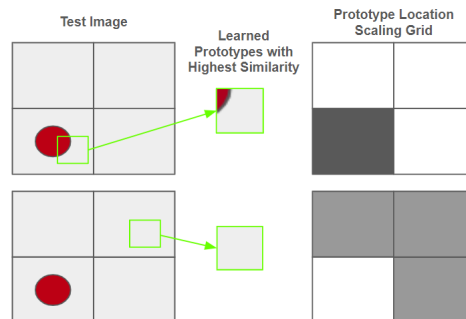 Test Image
Learned
Prototypes with
Highest Similarity
Prototype Location
Scaling Grid